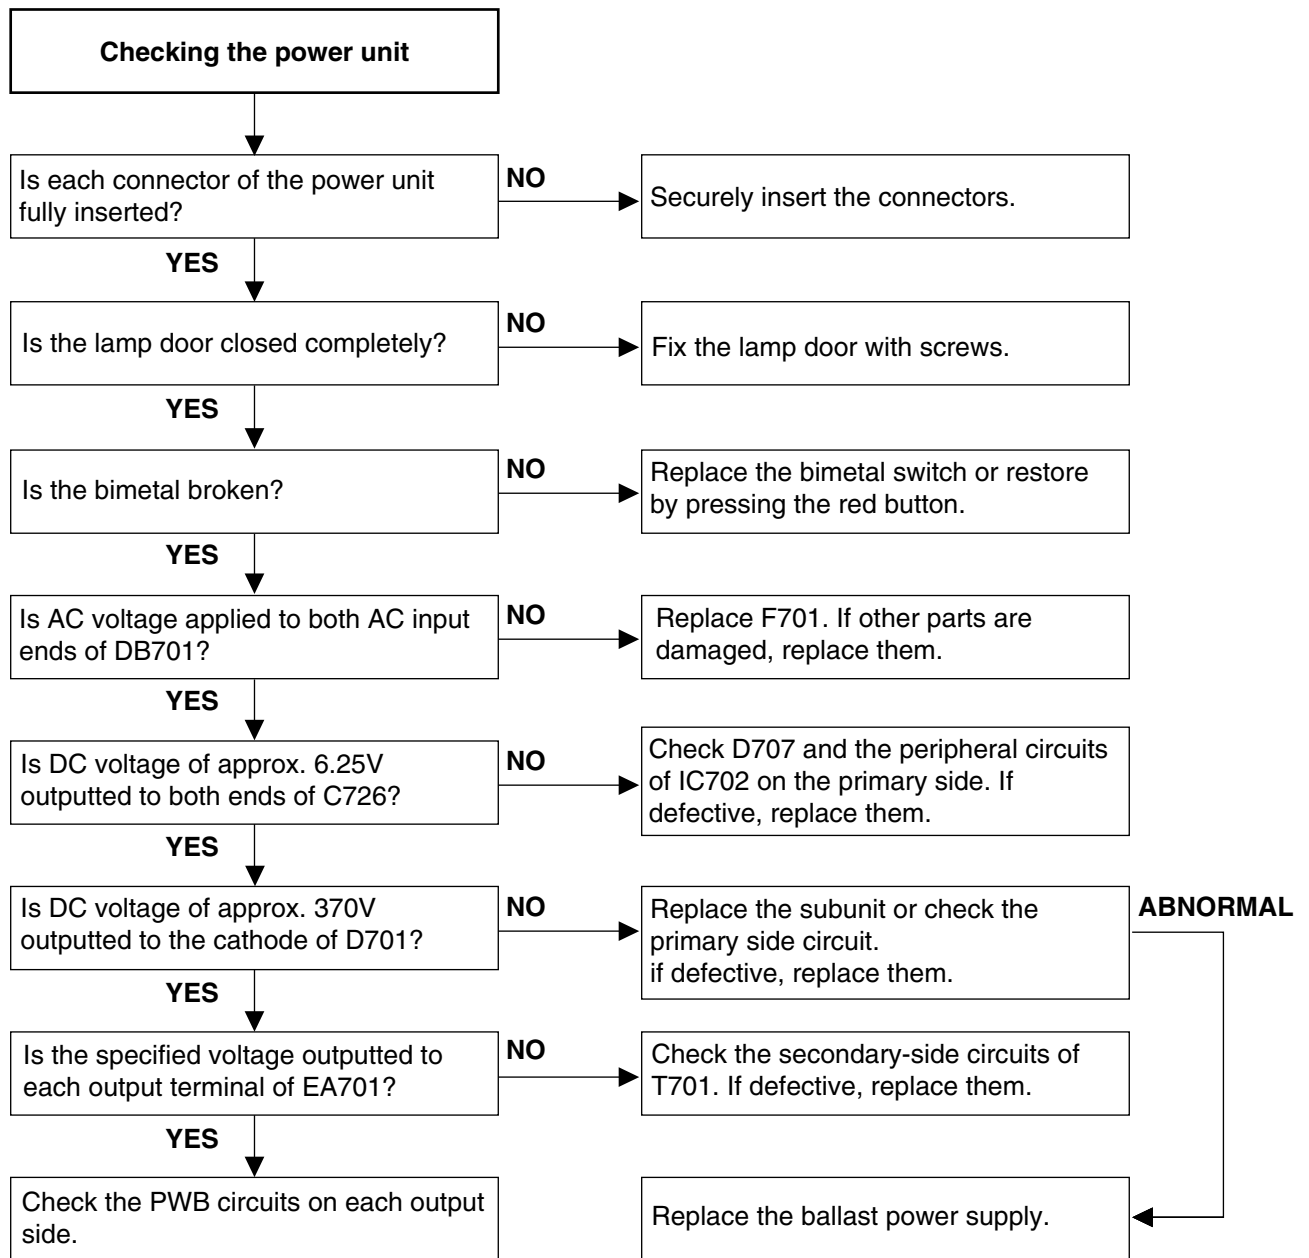 Checking the power unit
Is each connector of the power unit
fully inserted?
NO
Securely insert the connectors.
YES
Is the lamp door closed completely?
NO
Fix the lamp door with screws.
YES
Is the bimetal broken?
NO
Replace the bimetal switch or restore
by pressing the red button.
YES
Is AC voltage applied to both AC input
ends of DB701?
NO
Replace F701. If other parts are
damaged, replace them.
YES
Is DC voltage of approx. 6.25V
outputted to both ends of C726?
NO
Check D707 and the peripheral circuits
of IC702 on the primary side. If
defective, replace them.
YES
Is DC voltage of approx. 370V
outputted to the cathode of D701?
NO
Replace the subunit or check the
primary side circuit.
if defective, replace them.
ABNORMAL
YES
Is the specified voltage outputted to
each output terminal of EA701?
NO
Check the secondary-side circuits of
T701. If defective, replace them.
YES
Check the PWB circuits on each output
side.
Replace the ballast power supply.